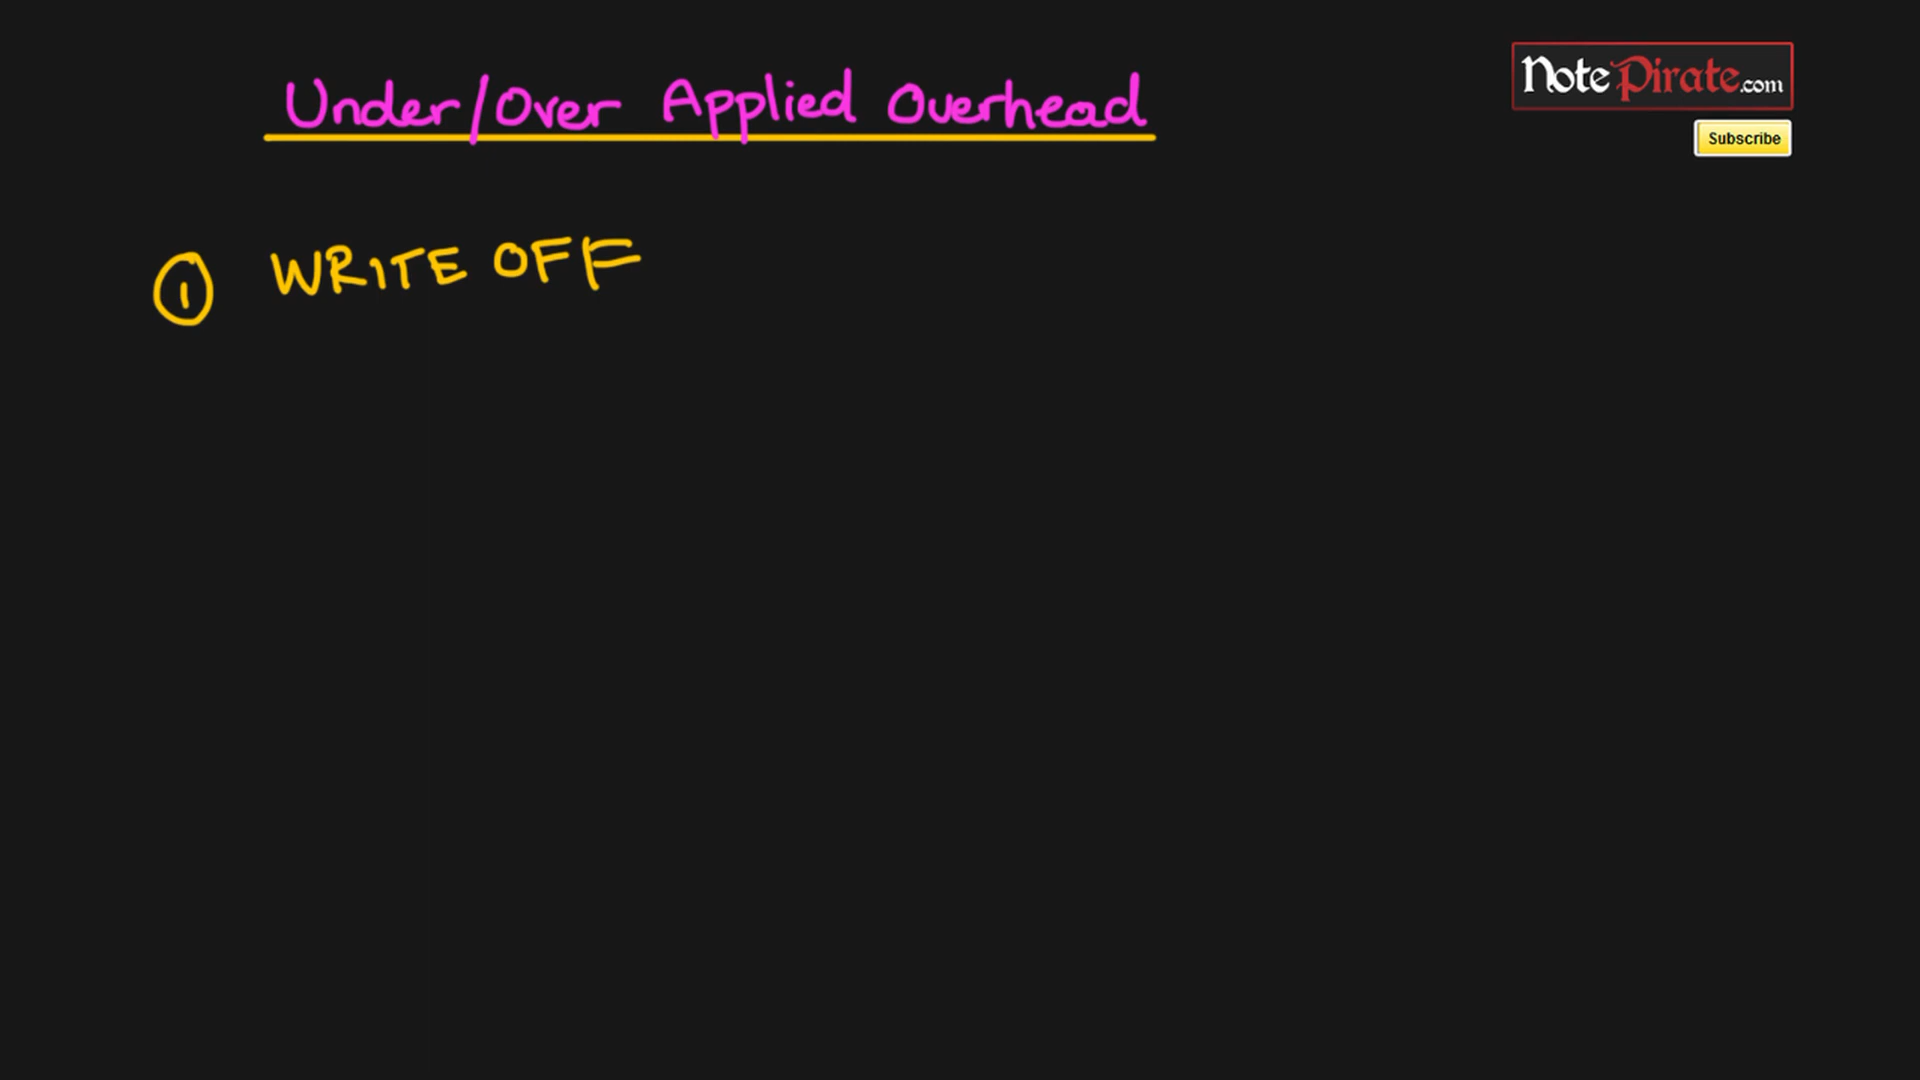 Under/Over Applied Overhead
NotePirate.com
Subscribe
① WRITE OFF